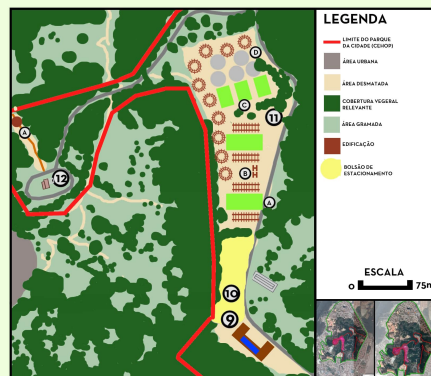 LEGENDA
LIMITE DO PARQUE
DA CIDADE (CEHOP)
ÁREA URBANA
ÁREA DESMATADA
COBERTURA VEGERAL
RELEVANTE
ÁREA GRAMADA
EDIFICAÇÃO
BOLSÃO DE
ESTACIONAMENTO
ESCALA
0 75m
D
C
11
A
12
B
A
10
9